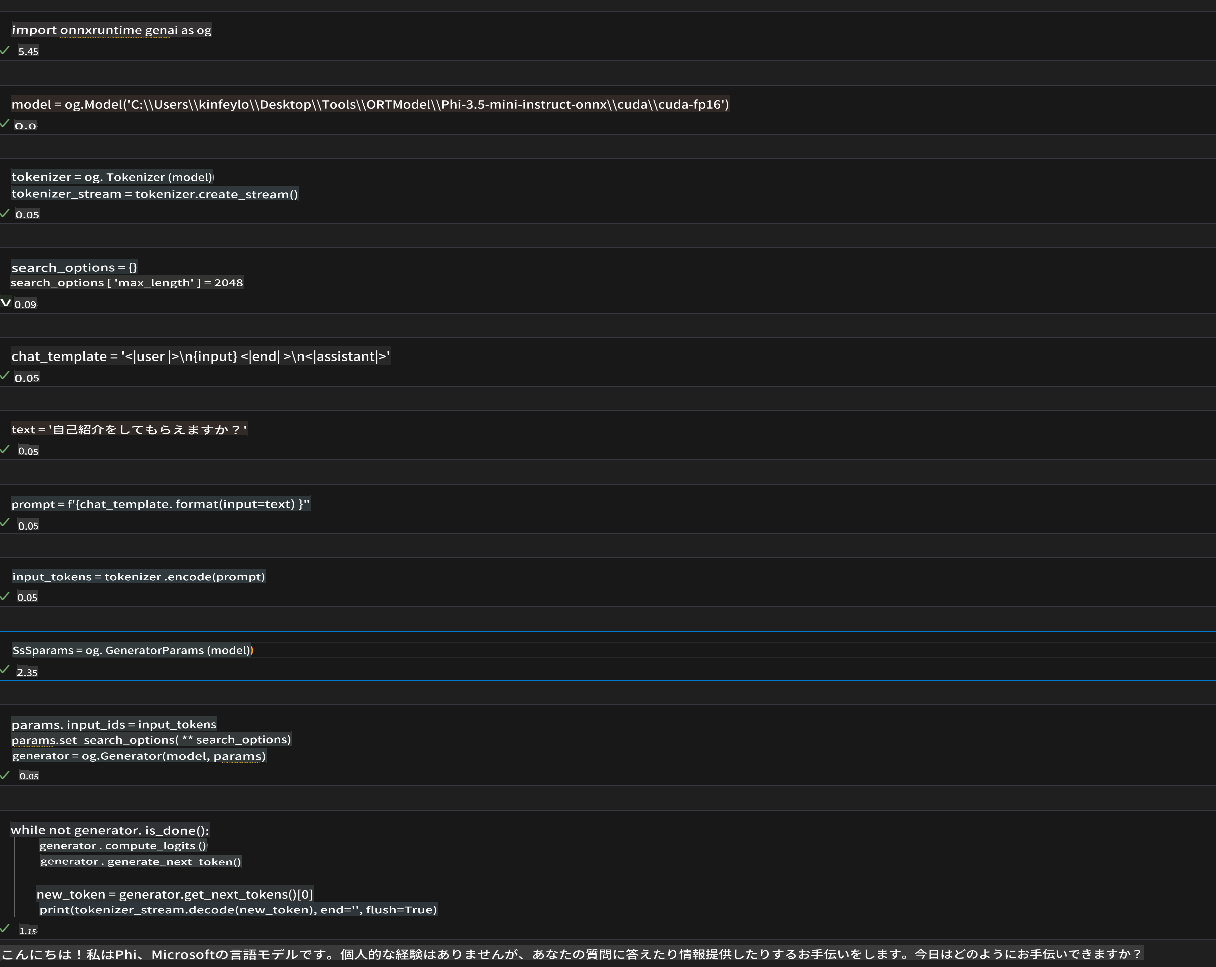 import onnxruntime genai as og
5.45
model = og.Model('C:\\Users\\kinfeylo\\Desktop\\Tools\\ORTModel\\Phi-3.5-mini-instruct-onnx\\cuda\\cuda-fp16')
0.0
tokenizer = og. Tokenizer (model)
tokenizer_stream = tokenizer.create_stream()
0.05
search_options = {}
search_options [ 'max_length' ] = 2048
0.09
chat_template = '<|user |>\n{input} <|end| >\n<|assistant|>'
0.05
text = '自己紹介をしてもらえますか？'
0.05
prompt = f'{chat_template. format(input=text) }"
0.05
input_tokens = tokenizer .encode(prompt)
0.05
SsSparams = og. GeneratorParams (model))
2.35
params. input_ids = input_tokens
params.set_search_options( ** search_options)
generator = og.Generator(model, params)
0.05
while not generator. is_done():
generator . compute_logits ()
generator . generate_next_token()
new_token = generator.get_next_tokens()[0]
print(tokenizer_stream.decode(new_token), end='', flush=True)
1.15
こんにちは！私はPhi、Microsoftの言語モデルです。個人的な経験はありませんが、あなたの質問に答えたり情報提供したりするお手伝いをします。今日はどのようにお手伝いできますか？